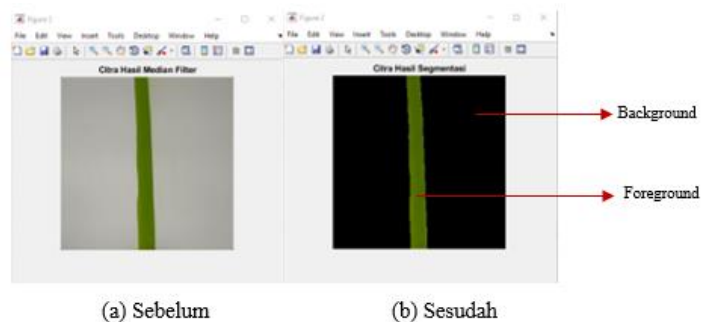 Figure 1
File Edit View Insert Tools Desktop Window Help
Citra Hasil Median Filter
Figure 2
File Edit View Insert Tools Desktop Window Help
Citra Hasil Segmentasi
Background
Foreground
(a) Sebelum
(b) Sesudah